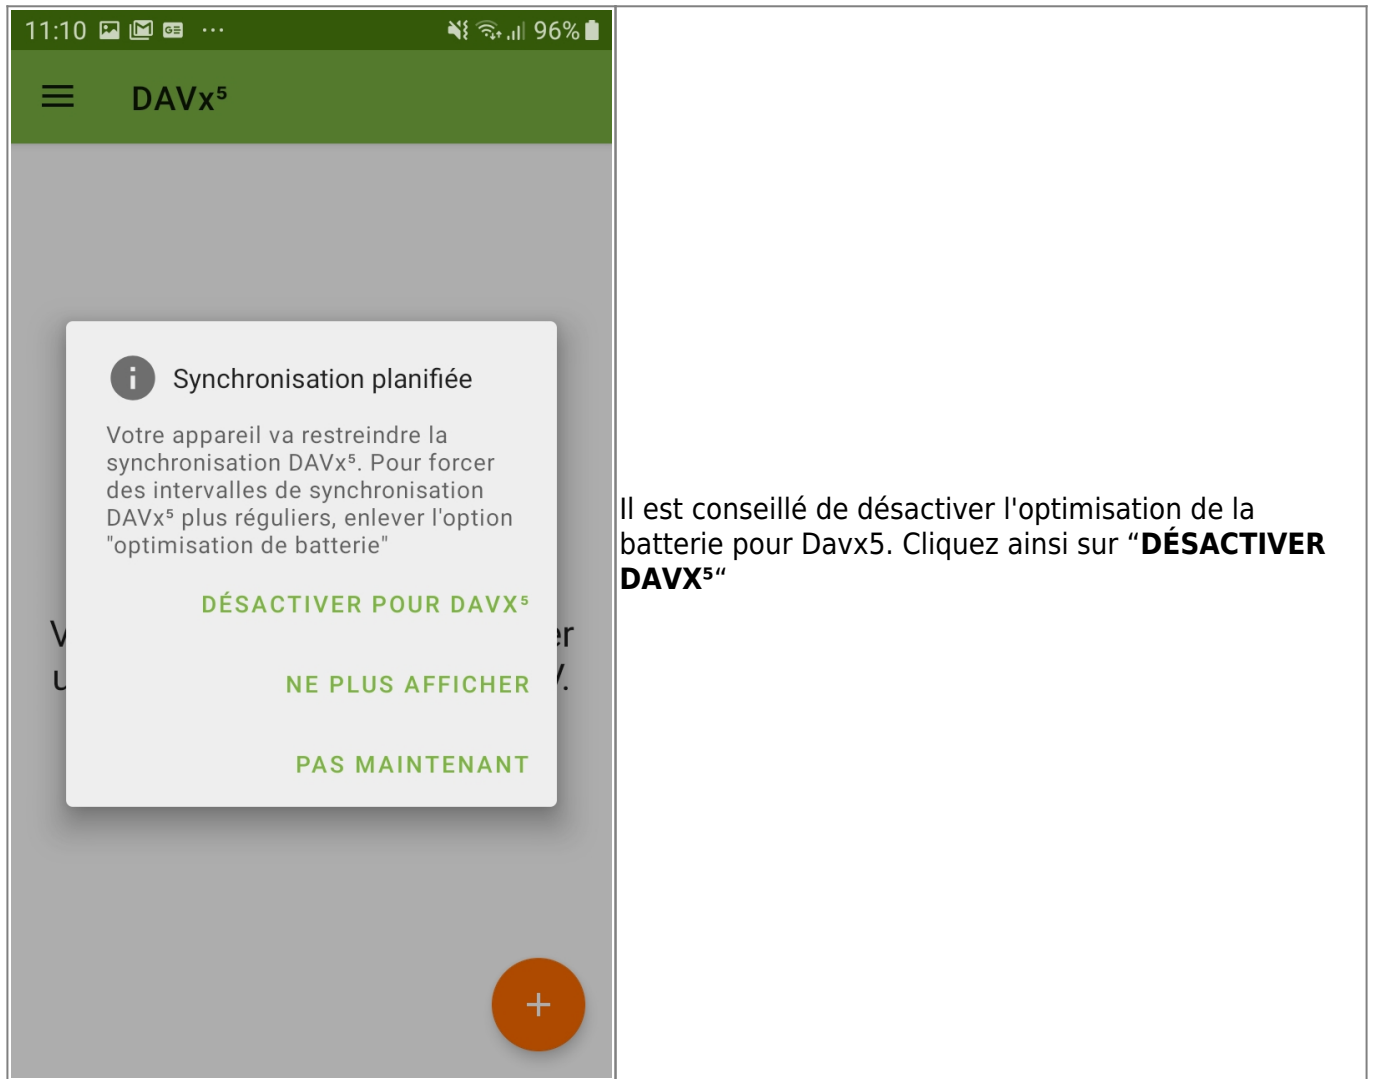 11:10 GE ... 96%
DAVx⁵
Synchronisation planifiée
Votre appareil va restreindre la
synchronisation DAVx⁵. Pour forcer
des intervalles de synchronisation
DAVx⁵ plus réguliers, enlever l'option
"optimisation de batterie"
DÉSACTIVER POUR DAVX⁵
NE PLUS AFFICHER
PAS MAINTENANT
Il est conseillé de désactiver l'optimisation de la
batterie pour Davx5. Cliquez ainsi sur “DÉSACTIVER
DAVX⁵“